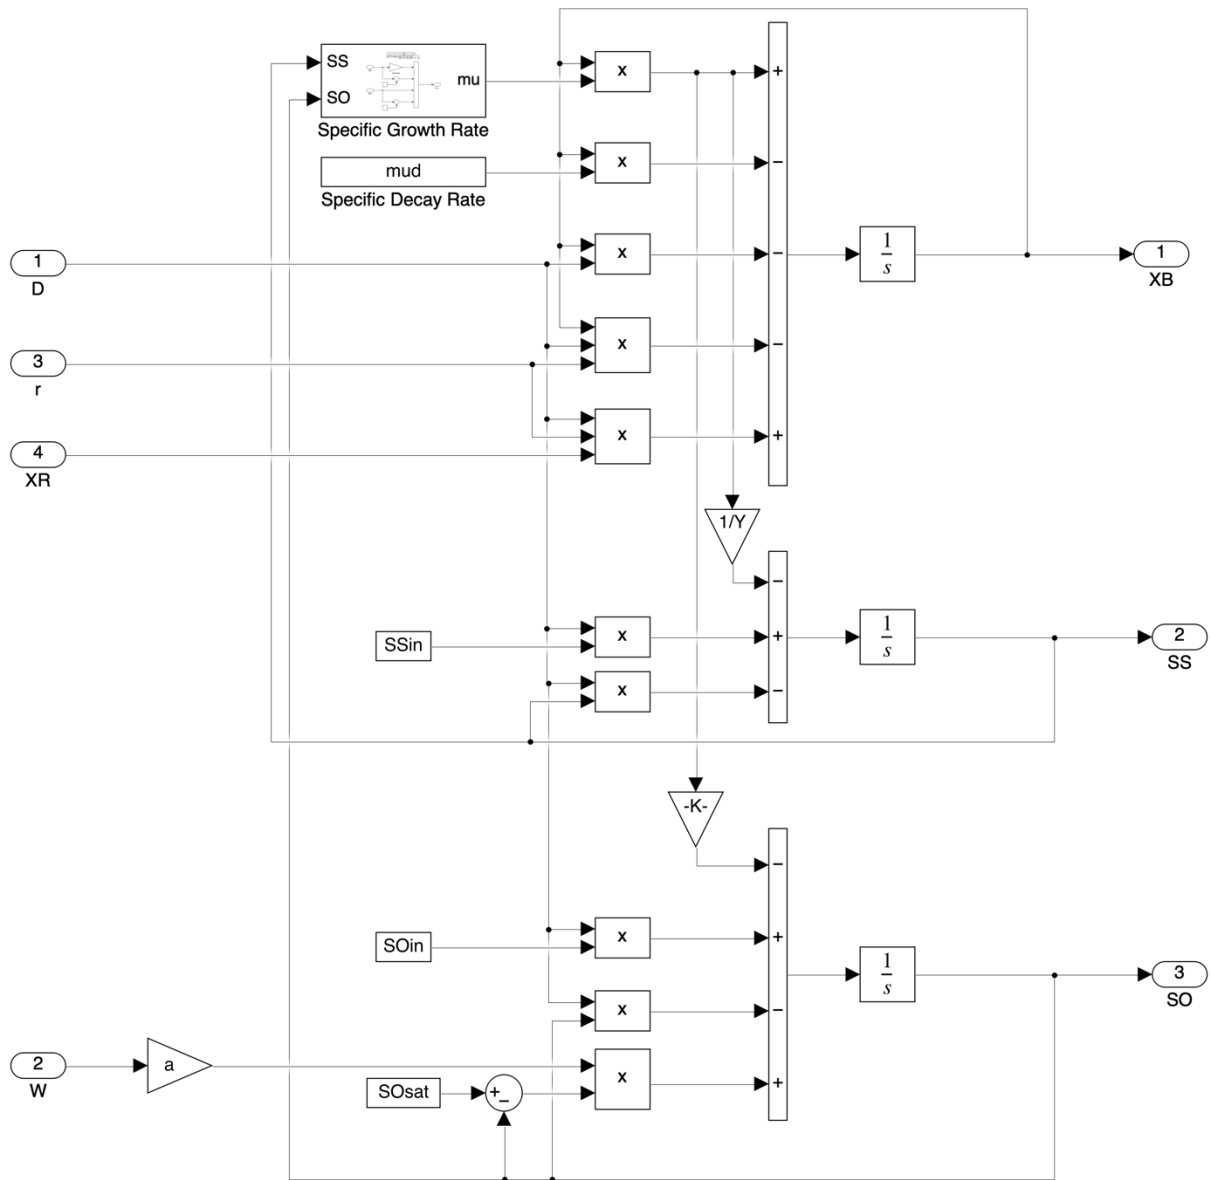 SS
mu
SO
x
+
Specific Growth Rate
mud
x
−
Specific Decay Rate
1
D
x
−
1
s
1
XB
3
r
x
−
4
XR
x
+
1/Y
−
SSin
x
+
1
s
2
SS
x
−
-K-
−
SOin
x
+
1
s
3
SO
x
−
2
W
a
x
+
SOsat
+
−